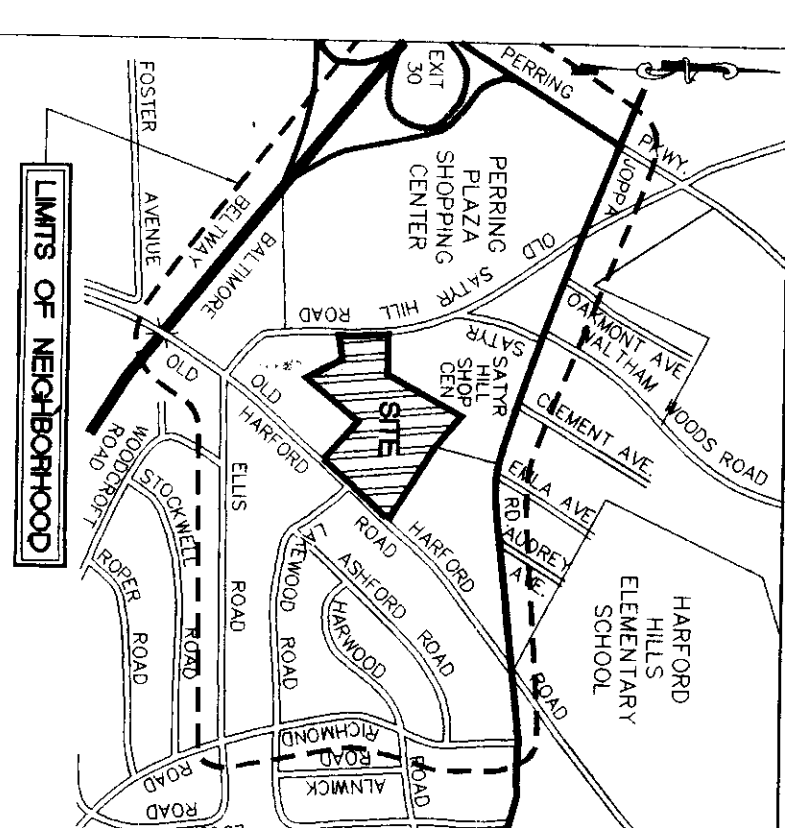 PERRING
PKWY.
JOPPA
RD.
EXIT
30
PERRING
PLAZA
SHOPPING
CENTER
OLD
SATYR
HILL
ROAD
SATYR
SATYR
HILL
SHOP
CEN
OAKMONT AVE
WALTHAM
WOODS ROAD
CLEMENT AVE.
EMLA AVE
AUDREY
AVE.
HARFORD
HILLS
ELEMENTARY
SCHOOL
FOSTER
AVENUE
BELTWAY
BALTIMORE
OLD
OLD
HARFORD
ROAD
HARFORD
ROAD
SITE
ELLIS
ROAD
LAKEWOOD
ROAD
ASHFORD
ROAD
HARWOOD
ROAD
WOODCROFT
ROAD
STOCKWELL
ROAD
ROPER
ROAD
RICHMOND
ROAD
ROAD
ROAD
ALNWICK
LIMITS OF NEIGHBORHOOD